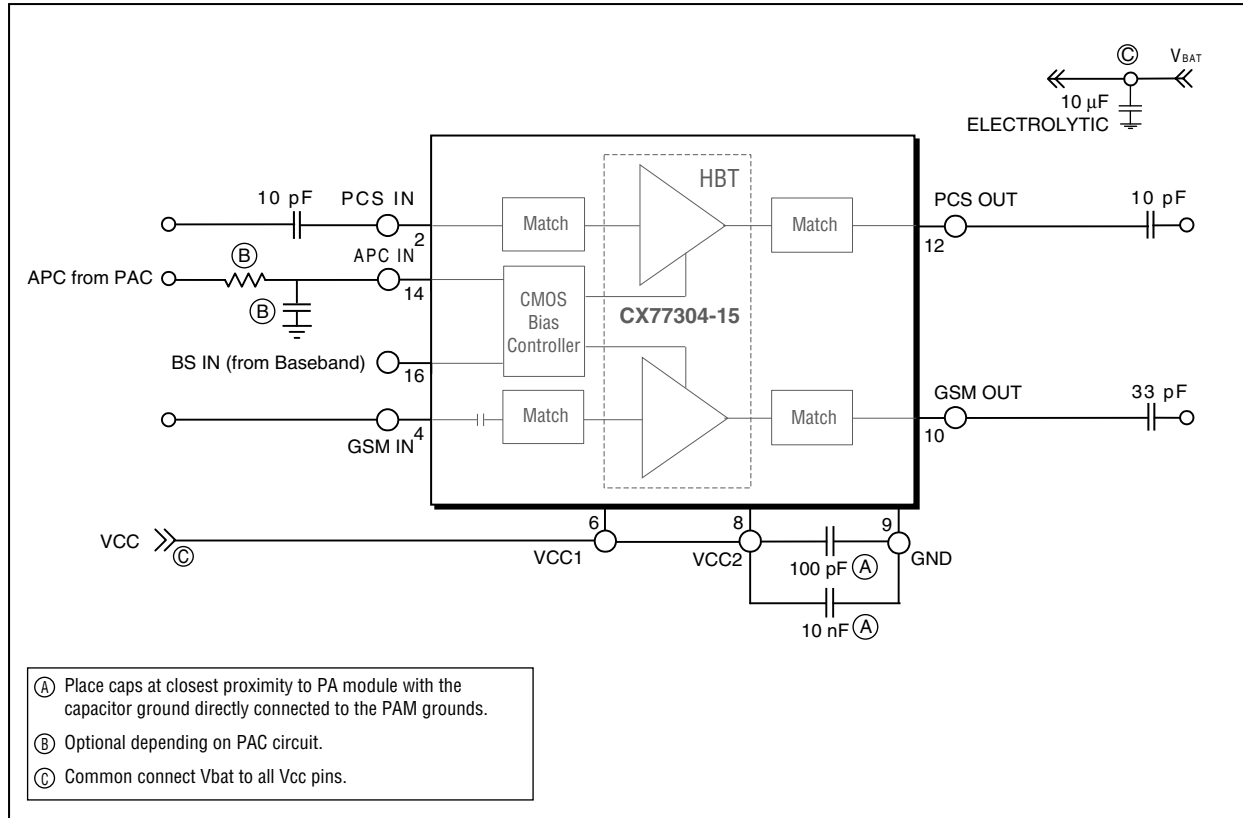 Ⓒ VBAT
10 µF
ELECTROLYTIC
HBT
10 pF PCS IN
Match
Match
PCS OUT 10 pF
2
12
APC IN
Ⓑ
APC from PAC
14
Ⓑ
CMOS
Bias
Controller
CX77304-15
BS IN (from Baseband)
16
GSM OUT 33 pF
Match
Match
4
10
GSM IN
6 8 9
VCC Ⓒ
VCC1 VCC2 GND
100 pF Ⓐ
10 nF Ⓐ
Ⓐ Place caps at closest proximity to PA module with the
capacitor ground directly connected to the PAM grounds.
Ⓑ Optional depending on PAC circuit.
Ⓒ Common connect Vbat to all Vcc pins.